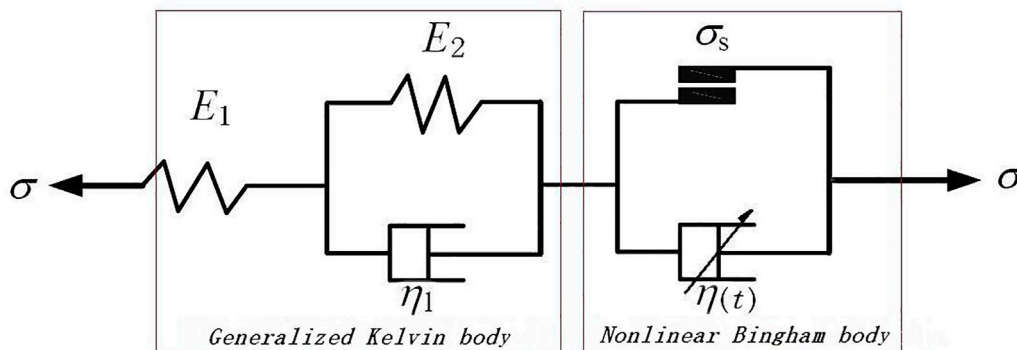 E₁
E₂
η₁
σ
σₛ
η(t)
σ
Generalized Kelvin body
Nonlinear Bingham body